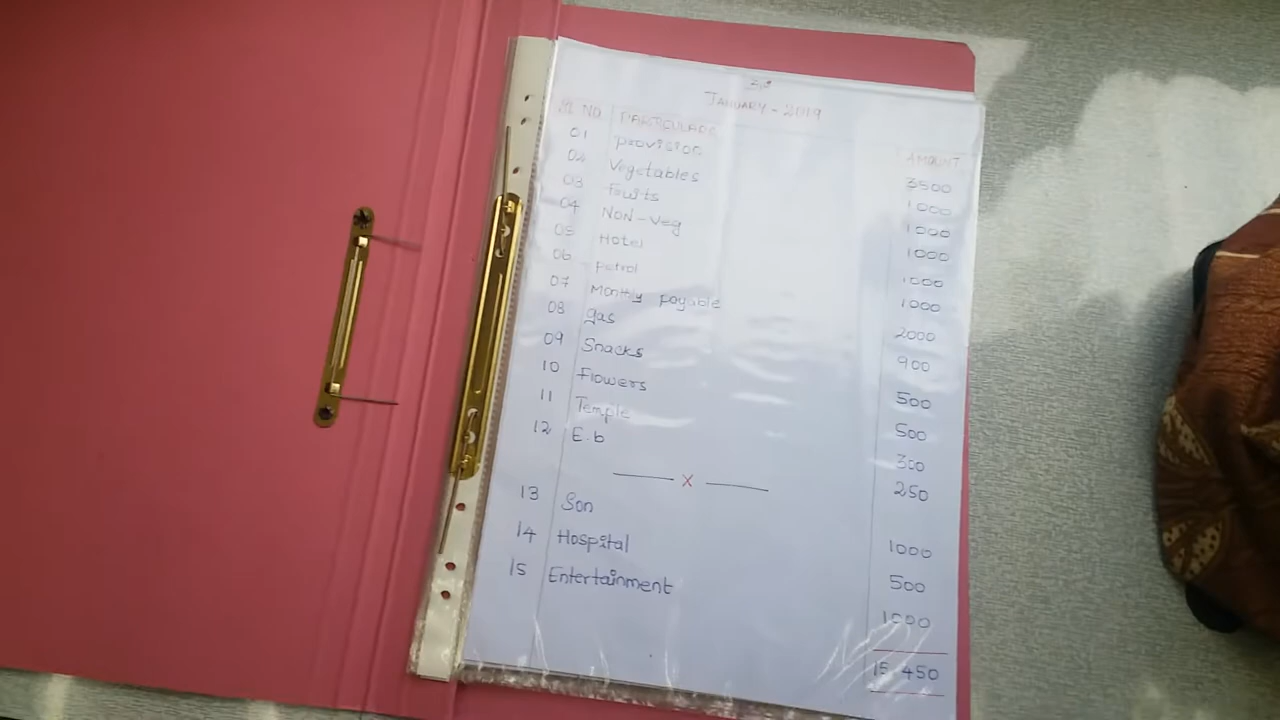 JANUARY - 2019
Sl. NO PARTICULARS AMOUNT
01 Provision 3500
02 Vegetables 1000
03 Fruits 1000
04 NON-Veg 1000
05 Hotel 1000
06 Petrol 1000
07 Monthly payable 2000
08 gas 900
09 Snacks 500
10 Flowers 500
11 Temple 300
12 E.b 250
x
13 Son 1000
14 Hospital 500
15 Entertainment 1000
15 450